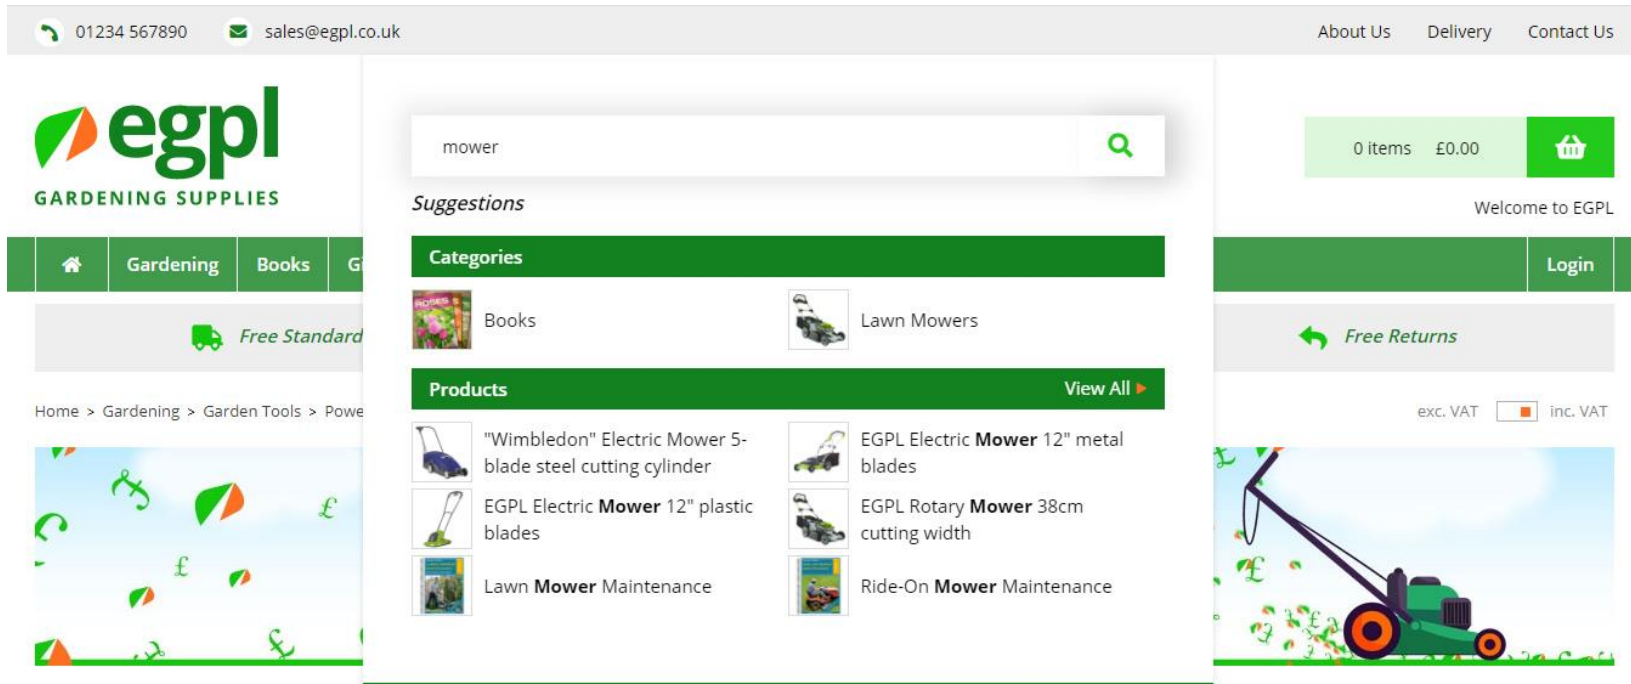 01234 567890 sales@egpl.co.uk About Us Delivery Contact Us
egpl
GARDENING SUPPLIES
mower
0 items £0.00
Suggestions
Welcome to EGPL
Gardening Books Gi Login
Categories
Books Lawn Mowers
Free Standard Free Returns
Products View All
Home > Gardening > Garden Tools > Powe
exc. VAT inc. VAT
"Wimbledon" Electric Mower 5-
blade steel cutting cylinder
EGPL Electric Mower 12" metal
blades
EGPL Electric Mower 12" plastic
blades
EGPL Rotary Mower 38cm
cutting width
Lawn Mower Maintenance
Ride-On Mower Maintenance